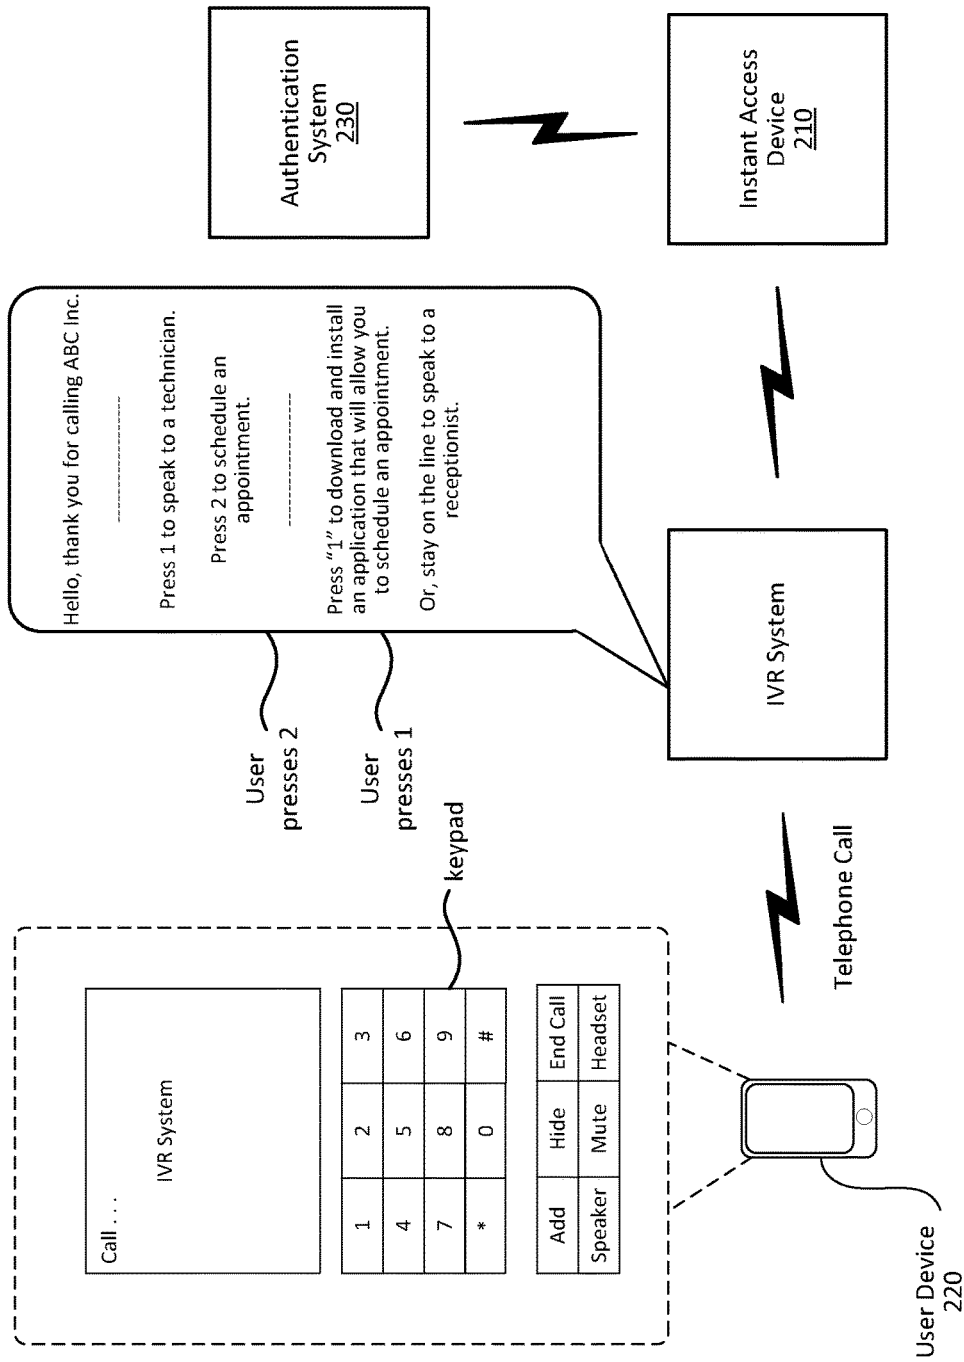 Call . . .
IVR System
1 2 3
4 5 6
7 8 9
* 0 #
Add Hide End Call
Speaker Mute Headset
keypad
User Device
220
Telephone Call
User
presses 2
User
presses 1
Hello, thank you for calling ABC Inc.
--------------------
Press 1 to speak to a technician.
Press 2 to schedule an
appointment.
--------------------
Press “1” to download and install
an application that will allow you
to schedule an appointment.
Or, stay on the line to speak to a
receptionist.
IVR System
Authentication
System
230
Instant Access
Device
210